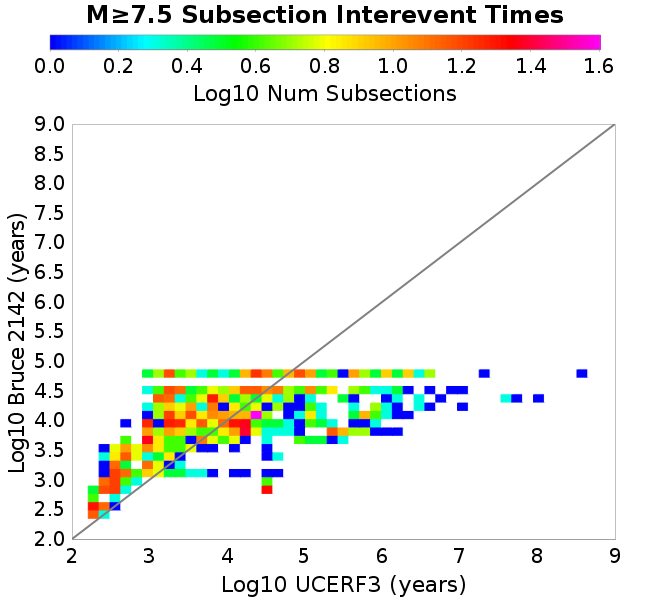 M≥7.5 Subsection Interevent Times
0.0 0.2 0.4 0.6 0.8 1.0 1.2 1.4 1.6
Log10 Num Subsections
9.0
8.5
8.0
7.5
7.0
6.5
6.0
5.5
5.0
4.5
4.0
3.5
3.0
2.5
2.0
Log10 Bruce 2142 (years)
2 3 4 5 6 7 8 9
Log10 UCERF3 (years)